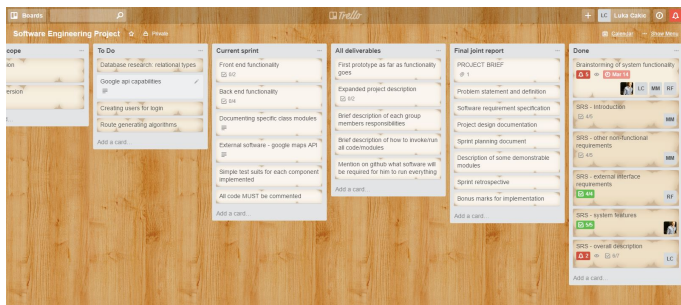 Boards
Trello
LC Luka Cakic
Software Engineering Project
Private
Calendar
Show Menu
cope
ion
ersion
d...
To Do
Database research: relational types
Google api capabilities
Creating users for login
Route generating algorithms
Add a card...
Current sprint
Front end functionality
0/2
Back end functionality
0/4
Documenting specific class modules
External software - google maps API
Simple test suits for each component
implemented
All code MUST be commented
Add a card...
All deliverables
First prototype as far as functionality
goes
Expanded project description
0/2
Brief description of each group
members responsibilities
Brief description of how to invoke/run
all code/modules
Mention on github what software will
be required for him to run everything
Add a card...
Final joint report
PROJECT BRIEF
1
Problem statement and definition
Software requirement specification
Project design documentation
Sprint planning document
Description of some demonstrable
modules
Sprint retrospective
Bonus marks for implementation
Add a card...
Done
Brainstorming of system functionality
Mar 14
LC MM RF
SRS - Introduction
4/5
MM
SRS - other non-functional
requirements
4/5
MM
SRS - external interface
requirements
4/4
RF
SRS - system features
5/5
SRS - overall description
2
6/7
LC
Add a card...